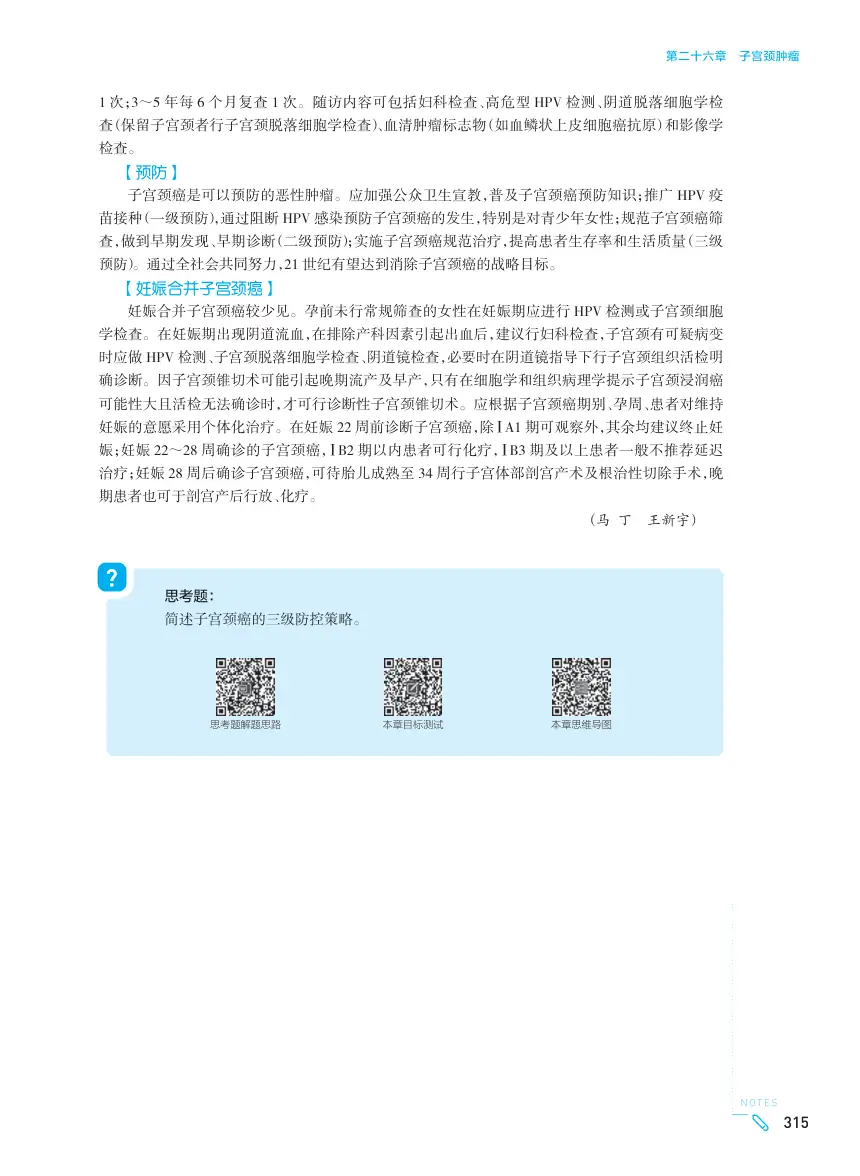 第二十六章 子宫颈肿瘤
1次;3～5年每6个月复查1次。随访内容可包括妇科检查、高危型HPV检测、阴道脱落细胞学检
查(保留子宫颈者行子宫颈脱落细胞学检查)、血清肿瘤标志物(如血鳞状上皮细胞癌抗原)和影像学
检查。
【预防】
子宫颈癌是可以预防的恶性肿瘤。应加强公众卫生宣教,普及子宫颈癌预防知识;推广HPV疫
苗接种(一级预防),通过阻断HPV感染预防子宫颈癌的发生,特别是对青少年女性;规范子宫颈癌筛
查,做到早期发现、早期诊断(二级预防);实施子宫颈癌规范治疗,提高患者生存率和生活质量(三级
预防)。通过全社会共同努力,21世纪有望达到消除子宫颈癌的战略目标。
【妊娠合并子宫颈癌】
妊娠合并子宫颈癌较少见。孕前未行常规筛查的女性在妊娠期应进行HPV检测或子宫颈细胞
学检查。在妊娠期出现阴道流血,在排除产科因素引起出血后,建议行妇科检查,子宫颈有可疑病变
时应做HPV检测、子宫颈脱落细胞学检查、阴道镜检查,必要时在阴道镜指导下行子宫颈组织活检明
确诊断。因子宫颈锥切术可能引起晚期流产及早产,只有在细胞学和组织病理学提示子宫颈浸润癌
可能性大且活检无法确诊时,才可行诊断性子宫颈锥切术。应根据子宫颈癌期别、孕周、患者对维持
妊娠的意愿采用个体化治疗。在妊娠22周前诊断子宫颈癌,除ⅠA1期可观察外,其余均建议终止妊
娠;妊娠22～28周确诊的子宫颈癌,ⅠB2期以内患者可行化疗,ⅠB3期及以上患者一般不推荐延迟
治疗;妊娠28周后确诊子宫颈癌,可待胎儿成熟至34周行子宫体部剖宫产术及根治性切除手术,晚
期患者也可于剖宫产后行放、化疗。
(马 丁 王新宇)
?
思考题:
简述子宫颈癌的三级防控策略。
思考题解题思路 本章目标测试 本章思维导图
NOTES
315